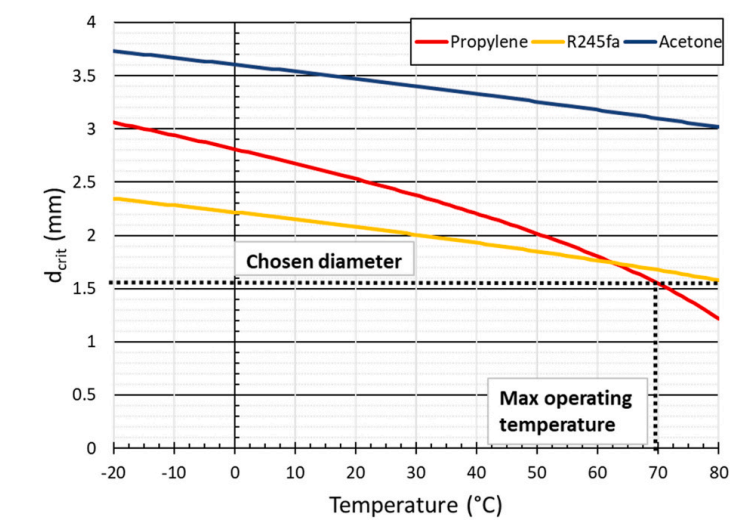 4
Propylene R245fa Acetone
3.5
3
2.5
2
1.5
1
0.5
0
d_crit (mm)
Chosen diameter
Max operating
temperature
-20 -10 0 10 20 30 40 50 60 70 80
Temperature (°C)